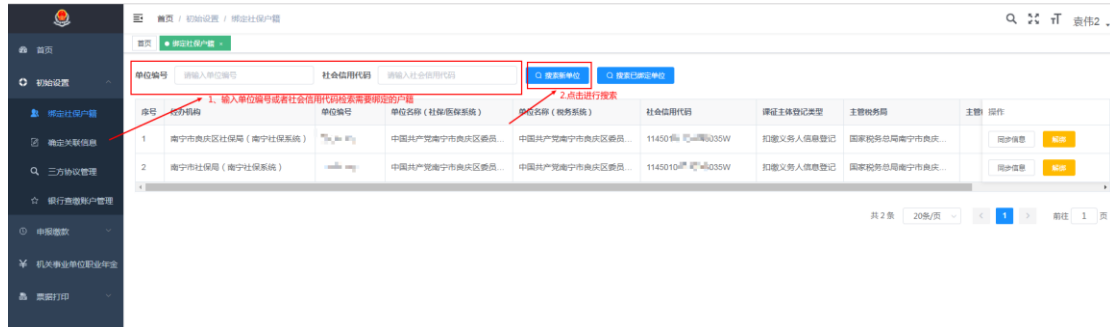 首页 / 初始设置 / 绑定社保户籍
袁伟2
首页
首页
绑定社保户籍 ×
初始设置
单位编号 请输入单位编号 社会信用代码 请输入社会信用代码 搜索新单位 搜索已绑定单位
1、输入单位编号或者社会信用代码检索需要绑定的户籍
2.点击进行搜索
绑定社保户籍
序号 经办机构 单位编号 单位名称（社保/医保系统） 单位名称（税务系统） 社会信用代码 课征主体登记类型 主管税务局 主管 操作
确定关联信息
1 南宁市良庆区社保局（南宁社保系统） 中国共产党南宁市良庆区委员... 中国共产党南宁市良庆区委员... 扣缴义务人信息登记 国家税务总局南宁市良庆... 同步信息 解绑
三方协议管理
2 南宁市社保局（南宁社保系统） 中国共产党南宁市良庆区委员... 中国共产党南宁市良庆区委员... 扣缴义务人信息登记 国家税务总局南宁市良庆... 同步信息 解绑
银行查缴账户管理
共 2 条 20条/页 1 前往 1 页
申报缴款
机关事业单位职业年金
票据打印